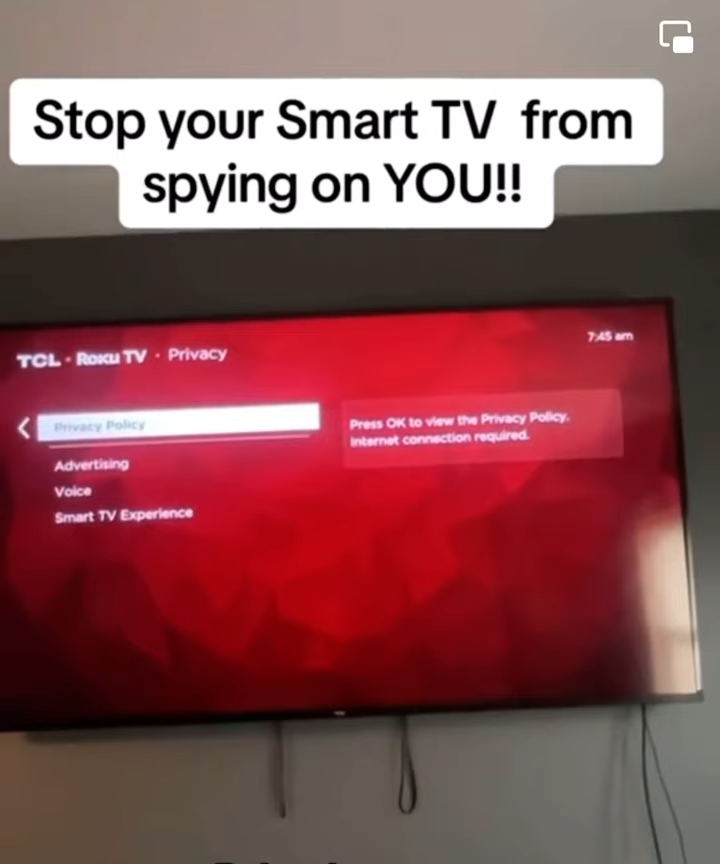 Stop your Smart TV from
spying on YOU!!
7:45 am
TCL · Roku TV · Privacy
Privacy Policy
Press OK to view the Privacy Policy.
Internet connection required.
Advertising
Voice
Smart TV Experience